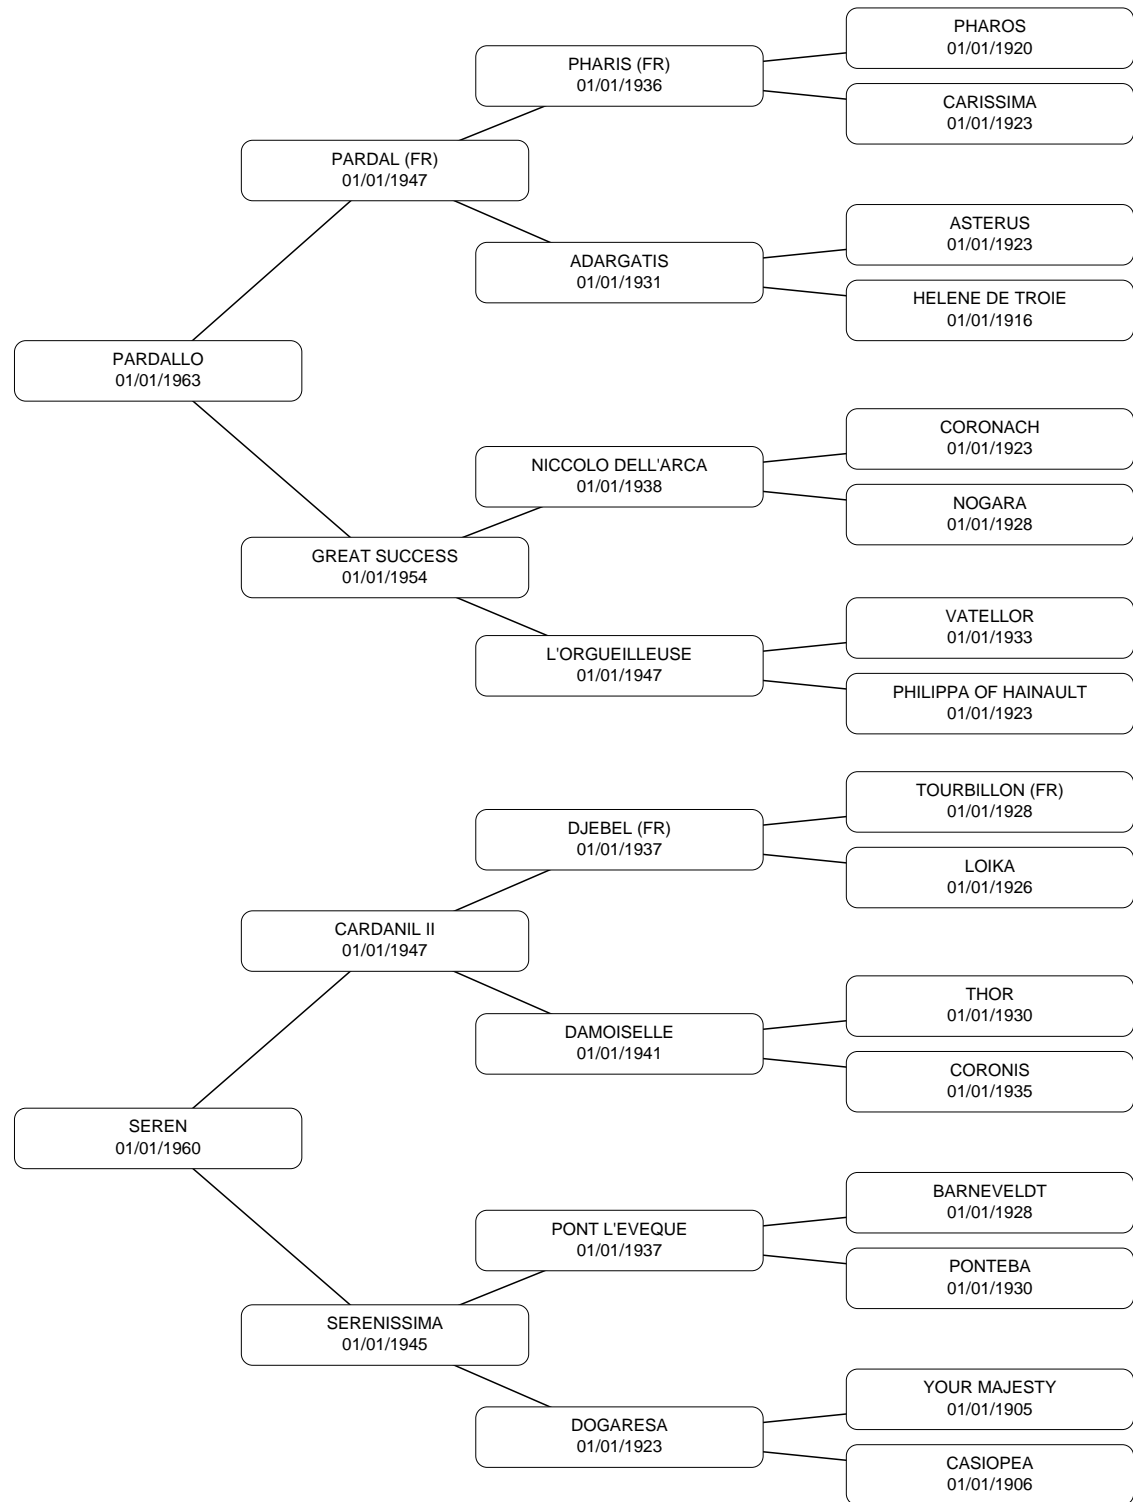 PHAROS
01/01/1920
PHARIS (FR)
01/01/1936
CARISSIMA
01/01/1923
PARDAL (FR)
01/01/1947
ASTERUS
01/01/1923
ADARGATIS
01/01/1931
HELENE DE TROIE
01/01/1916
PARDALLO
01/01/1963
CORONACH
01/01/1923
NICCOLO DELL'ARCA
01/01/1938
NOGARA
01/01/1928
GREAT SUCCESS
01/01/1954
VATELLOR
01/01/1933
L'ORGUEILLEUSE
01/01/1947
PHILIPPA OF HAINAULT
01/01/1923
TOURBILLON (FR)
01/01/1928
DJEBEL (FR)
01/01/1937
LOIKA
01/01/1926
CARDANIL II
01/01/1947
THOR
01/01/1930
DAMOISELLE
01/01/1941
CORONIS
01/01/1935
SEREN
01/01/1960
BARNEVELDT
01/01/1928
PONT L'EVEQUE
01/01/1937
PONTEBA
01/01/1930
SERENISSIMA
01/01/1945
YOUR MAJESTY
01/01/1905
DOGARESA
01/01/1923
CASIOPEA
01/01/1906